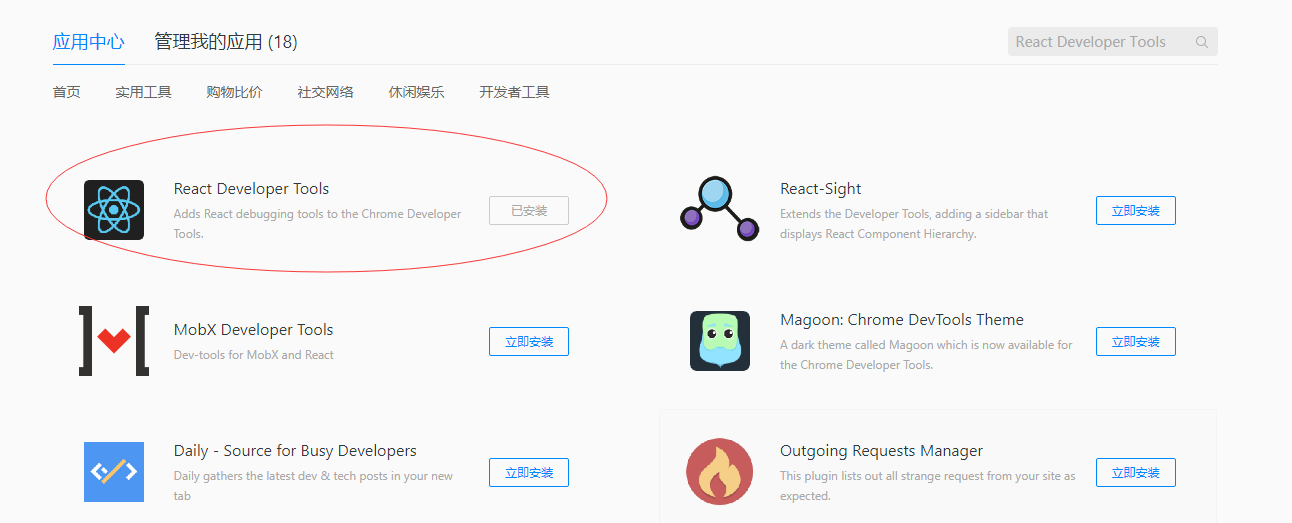 应用中心 管理我的应用 (18) React Developer Tools
首页 实用工具 购物比价 社交网络 休闲娱乐 开发者工具
React Developer Tools
Adds React debugging tools to the Chrome Developer
Tools.
已安装
React-Sight
Extends the Developer Tools, adding a sidebar that
displays React Component Hierarchy.
立即安装
MobX Developer Tools
Dev-tools for MobX and React
立即安装
Magoon: Chrome DevTools Theme
A dark theme called Magoon which is now available for
the Chrome Developer Tools.
立即安装
Daily - Source for Busy Developers
Daily gathers the latest dev & tech posts in your new
tab
立即安装
Outgoing Requests Manager
This plugin lists out all strange request from your site as
expected.
立即安装